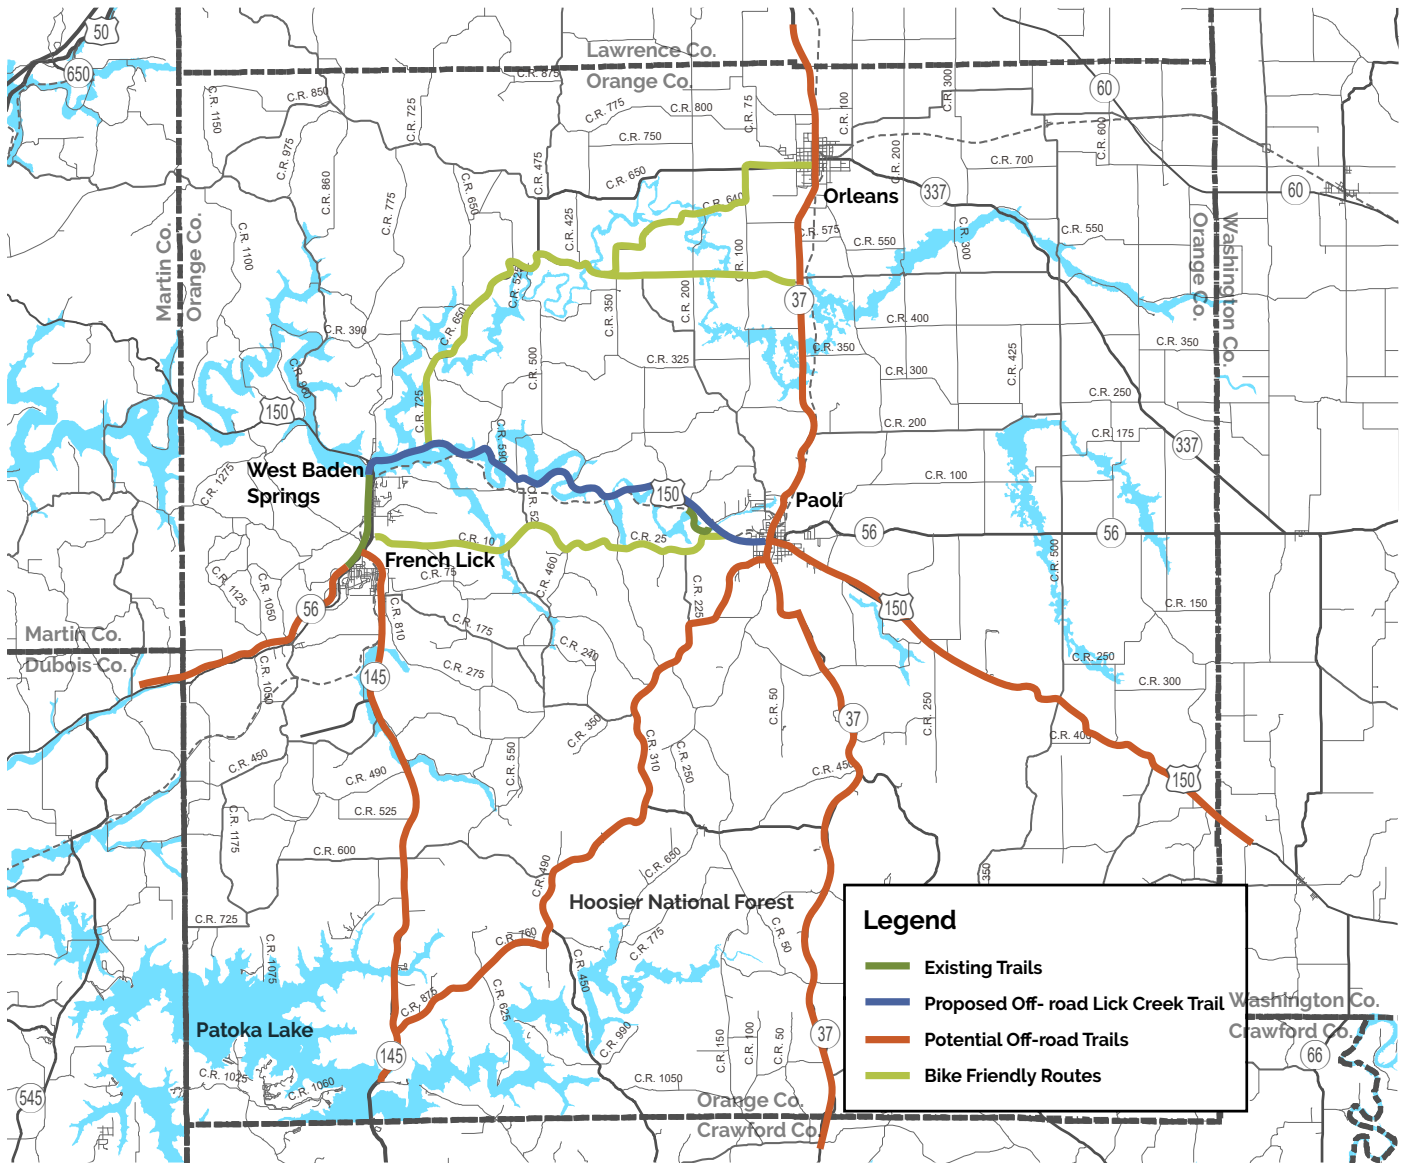 50
650
Lawrence Co.
Orange Co.
C.R. 875
C.R. 850
C.R. 1150
C.R. 725
C.R. 775
C.R. 800
C.R. 75
C.R. 100
C.R. 300
60
C.R. 600
C.R. 975
C.R. 750
C.R. 475
C.R. 200
C.R. 700
C.R. 860
C.R. 650
C.R. 650
337
60
Orleans
C.R. 775
C.R. 640
C.R. 425
C.R. 575
C.R. 550
C.R. 300
C.R. 550
Martin Co.
Orange Co.
C.R. 1100
C.R. 100
Orange Co.
Washington Co.
C.R. 525
C.R. 200
C.R. 350
37
C.R. 650
C.R. 390
C.R. 400
C.R. 350
C.R. 350
C.R. 325
C.R. 500
C.R. 425
C.R. 300
C.R. 960
C.R. 250
150
C.R. 725
C.R. 200
C.R. 175
337
C.R. 590
West Baden
Springs
C.R. 1275
C.R. 100
150
Paoli
56
56
C.R. 10
C.R. 25
French Lick
C.R. 75
C.R. 460
C.R. 500
C.R. 1125
C.R. 1050
C.R. 225
56
C.R. 810
150
C.R. 150
C.R. 175
Martin Co.
Dubois Co.
C.R. 240
C.R. 250
C.R. 275
145
C.R. 1050
C.R. 300
C.R. 50
C.R. 250
37
C.R. 350
C.R. 310
C.R. 400
C.R. 450
C.R. 550
C.R. 250
C.R. 490
C.R. 450
150
C.R. 525
C.R. 1175
C.R. 600
C.R. 490
C.R. 650
350
Hoosier National Forest
C.R. 725
C.R. 760
C.R. 775
C.R. 50
C.R. 1075
C.R. 450
C.R. 875
C.R. 625
Patoka Lake
145
C.R. 990
C.R. 150
C.R. 100
C.R. 50
37
C.R. 1025
C.R. 1060
C.R. 1050
545
Orange Co.
Crawford Co.
Legend
Existing Trails
Proposed Off- road Lick Creek Trail
Potential Off-road Trails
Bike Friendly Routes
Washington Co.
Crawford Co.
66